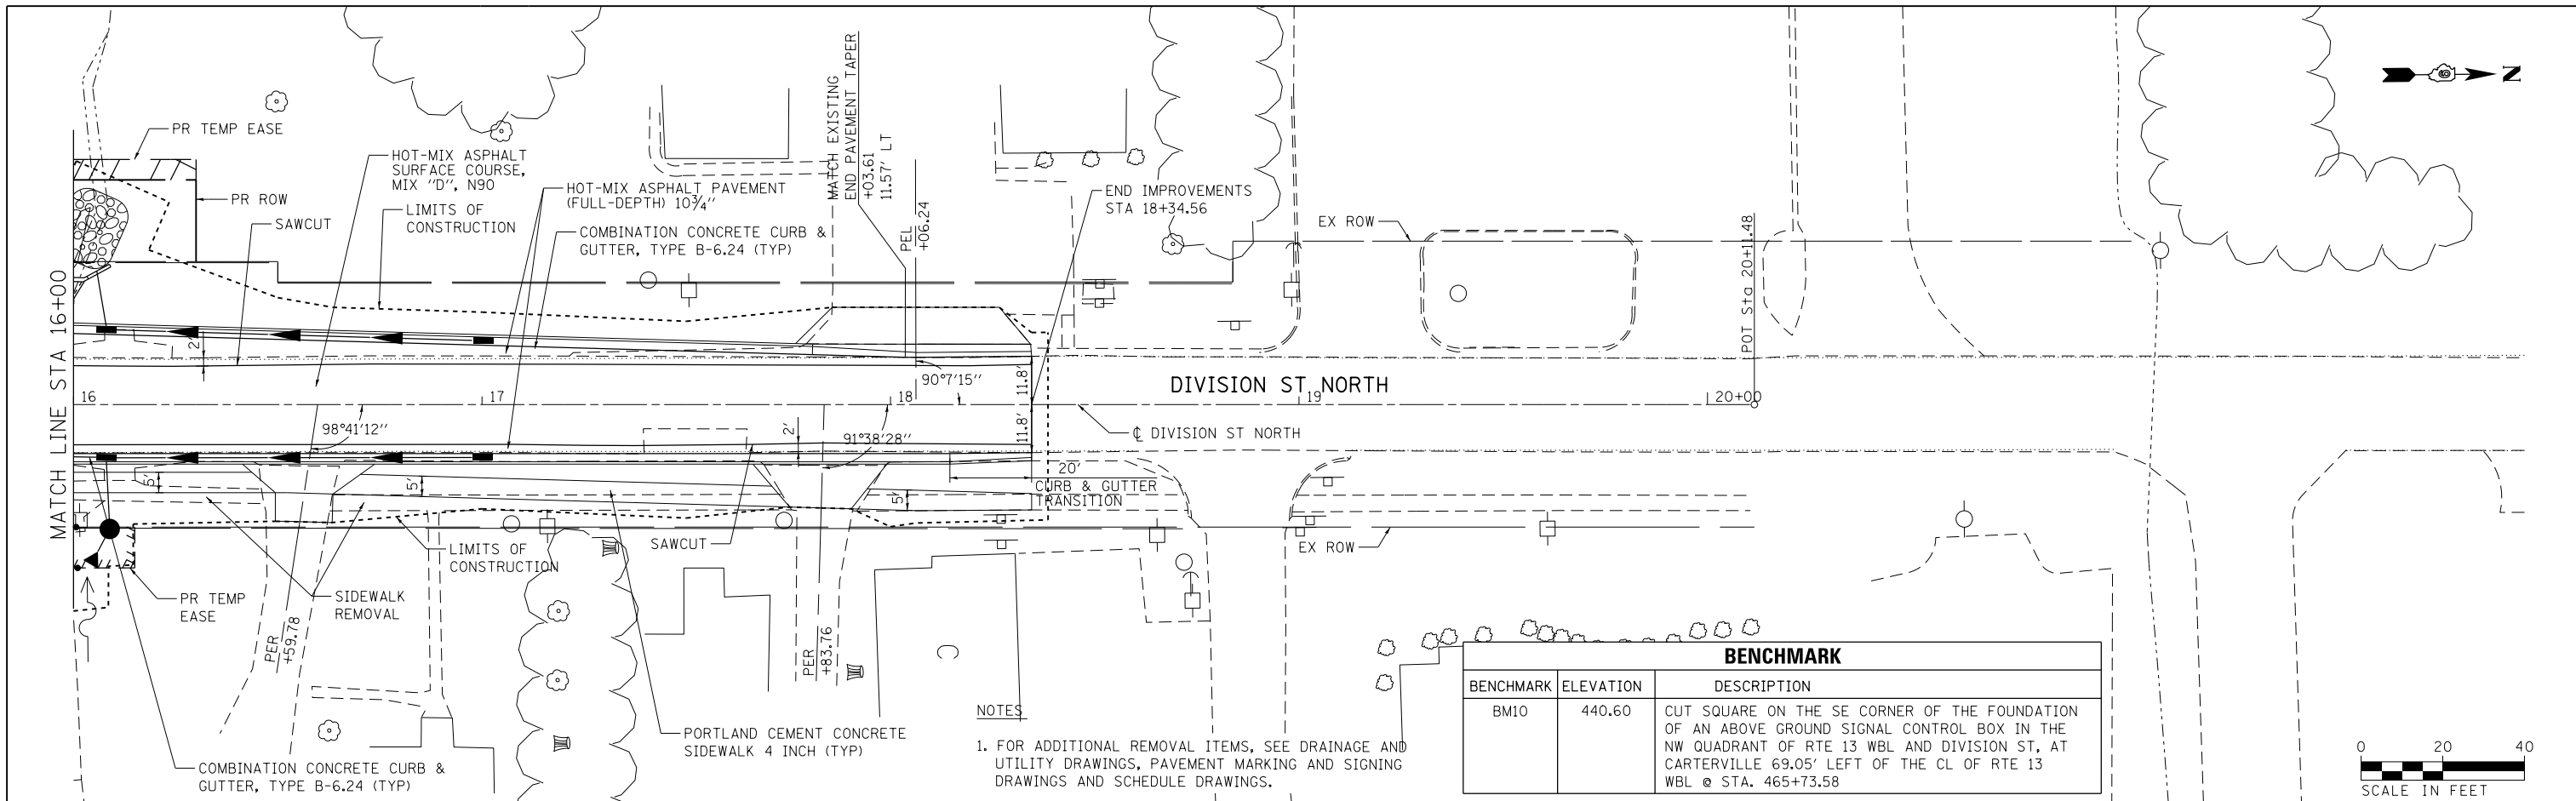 PR TEMP EASE
PR ROW
SAWCUT
HOT-MIX ASPHALT
SURFACE COURSE,
MIX "D", N90
LIMITS OF
CONSTRUCTION
HOT-MIX ASPHALT PAVEMENT
(FULL-DEPTH) 10¾"
COMBINATION CONCRETE CURB &
GUTTER, TYPE B-6.24 (TYP)
MATCH EXISTING
END PAVEMENT TAPER
+03.61
11.57' LT
PEL
+06.24
END IMPROVEMENTS
STA 18+34.56
EX ROW
POT Sta 20+11.48
N
MATCH LINE STA 16+00
2'
16
17
18
19
20+00
90°7'15"
11.8'
11.8'
DIVISION ST NORTH
℄ DIVISION ST NORTH
98°41'12"
2'
91°38'28"
5'
5'
5'
20'
CURB & GUTTER
TRANSITION
LIMITS OF
CONSTRUCTION
SAWCUT
EX ROW
PR TEMP
EASE
SIDEWALK
REMOVAL
PER
+59.78
PER
+83.76
COMBINATION CONCRETE CURB &
GUTTER, TYPE B-6.24 (TYP)
PORTLAND CEMENT CONCRETE
SIDEWALK 4 INCH (TYP)
NOTES
1. FOR ADDITIONAL REMOVAL ITEMS, SEE DRAINAGE AND
UTILITY DRAWINGS, PAVEMENT MARKING AND SIGNING
DRAWINGS AND SCHEDULE DRAWINGS.
BENCHMARK
BENCHMARK ELEVATION DESCRIPTION
BM10 440.60 CUT SQUARE ON THE SE CORNER OF THE FOUNDATION
OF AN ABOVE GROUND SIGNAL CONTROL BOX IN THE
NW QUADRANT OF RTE 13 WBL AND DIVISION ST, AT
CARTERVILLE 69.05' LEFT OF THE CL OF RTE 13
WBL @ STA. 465+73.58
0 20 40
SCALE IN FEET